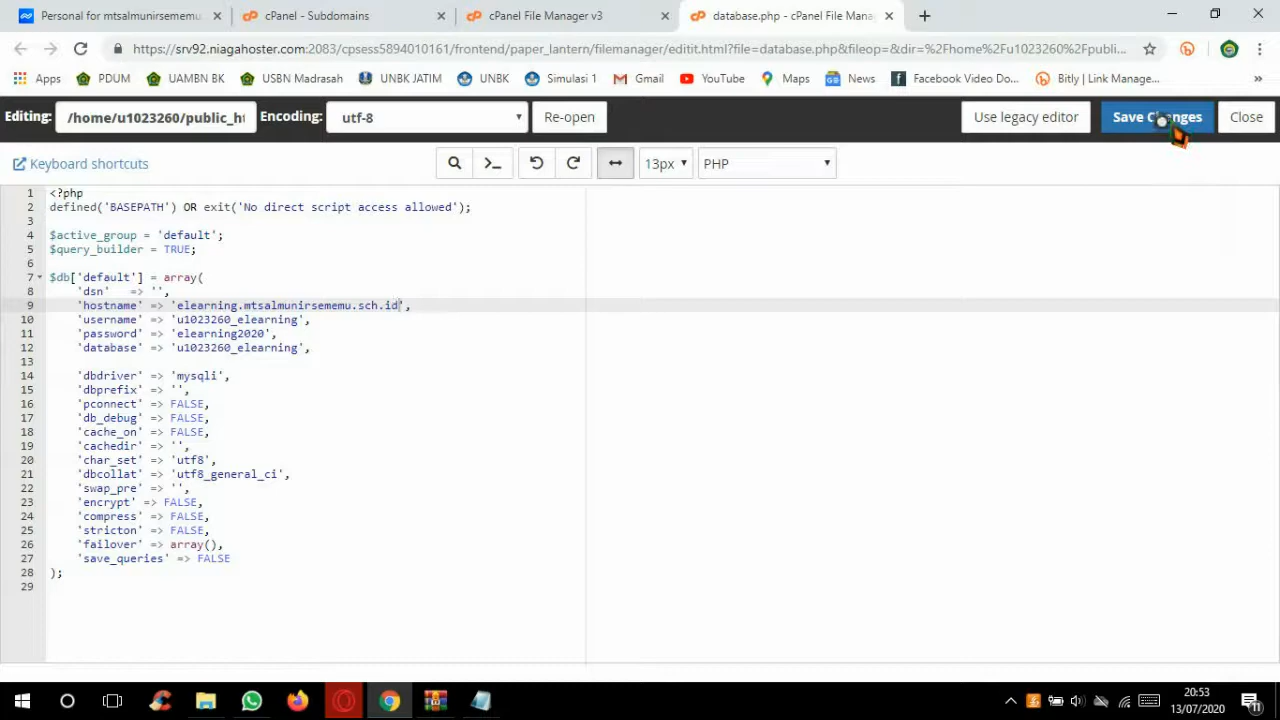 Personal for mtsalmunirsememu
cPanel - Subdomains
cPanel File Manager v3
database.php - cPanel File Mana
https://srv92.niagahoster.com:2083/cpsess5894010161/frontend/paper_lantern/filemanager/editit.html?file=database.php&fileop=&dir=%2Fhome%2Fu1023260%2Fpubli...
Apps
PDUM
UAMBN BK
USBN Madrasah
UNBK JATIM
UNBK
Simulasi 1
Gmail
YouTube
Maps
News
Facebook Video Do...
Bitly | Link Manage...
»
Editing:
/home/u1023260/public_ht
Encoding:
utf-8
Re-open
Use legacy editor
Save Changes
Close
Keyboard shortcuts
13px
PHP
1 <?php
2 defined('BASEPATH') OR exit('No direct script access allowed');
3
4 $active_group = 'default';
5 $query_builder = TRUE;
6
7 $db['default'] = array(
8 'dsn' => '',
9 'hostname' => 'elearning.mtsalmunirsememu.sch.id',
10 'username' => 'u1023260_elearning',
11 'password' => 'elearning2020',
12 'database' => 'u1023260_elearning',
13
14 'dbdriver' => 'mysqli',
15 'dbprefix' => '',
16 'pconnect' => FALSE,
17 'db_debug' => FALSE,
18 'cache_on' => FALSE,
19 'cachedir' => '',
20 'char_set' => 'utf8',
21 'dbcollat' => 'utf8_general_ci',
22 'swap_pre' => '',
23 'encrypt' => FALSE,
24 'compress' => FALSE,
25 'stricton' => FALSE,
26 'failover' => array(),
27 'save_queries' => FALSE
28 );
29
20:53
13/07/2020
11